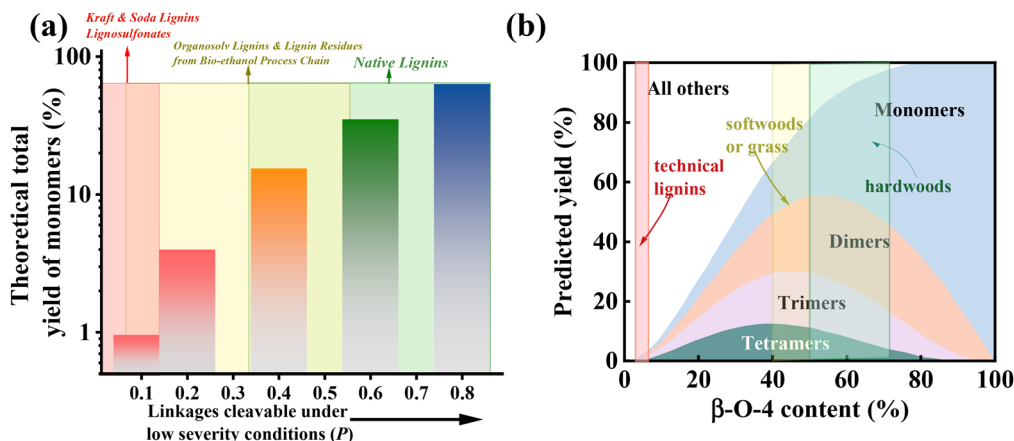 (a)
Kraft & Soda Lignins
Lignosulfonates
Organosolv Lignins & Lignin Residues
from Bio-ethanol Process Chain
Native Lignins
Theoretical total
yield of monomers (%)
100
10
1
0.1 0.2 0.3 0.4 0.5 0.6 0.7 0.8
Linkages cleavable under
low severity conditions (P)
(b)
Predicted yield (%)
100
80
60
40
20
0
All others
Monomers
softwoods
or grass
technical
lignins
hardwoods
Dimers
Trimers
Tetramers
0 20 40 60 80 100
β-O-4 content (%)